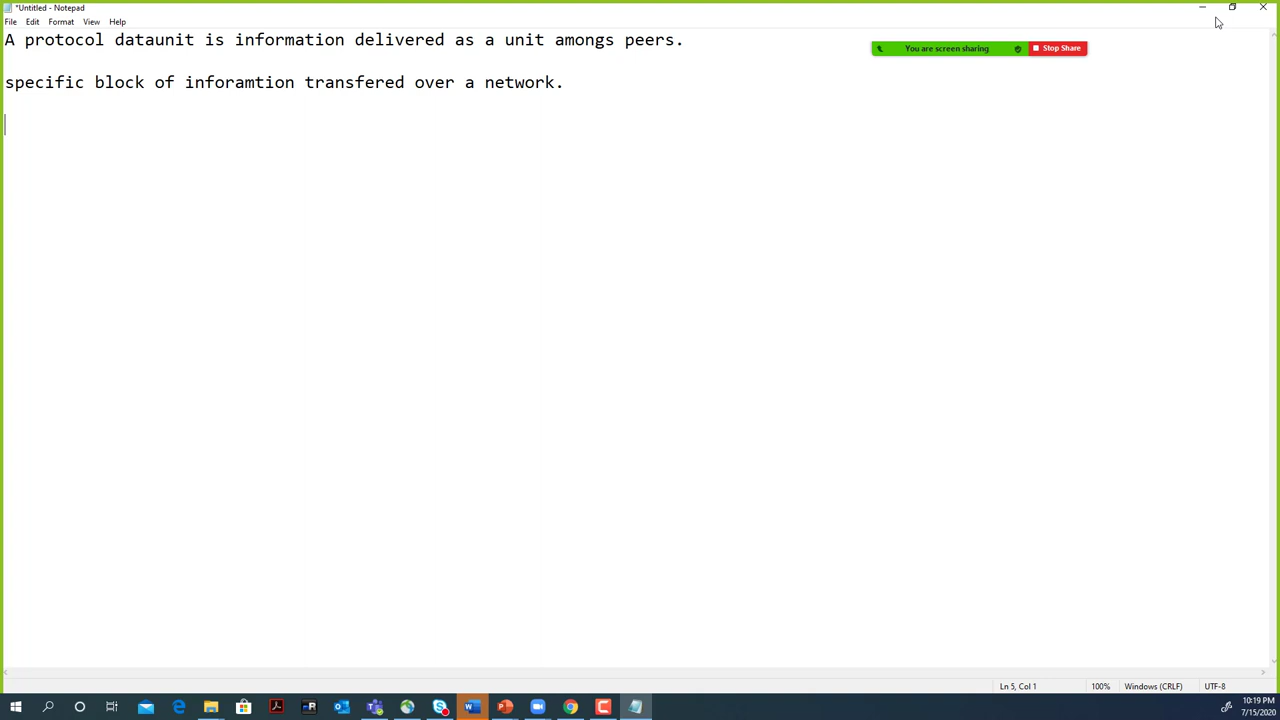 *Untitled - Notepad
File Edit Format View Help
A protocol dataunit is information delivered as a unit amongs peers.
You are screen sharing Stop Share
specific block of inforamtion transfered over a network.
Ln 5, Col 1 100% Windows (CRLF) UTF-8
10:19 PM
7/15/2020